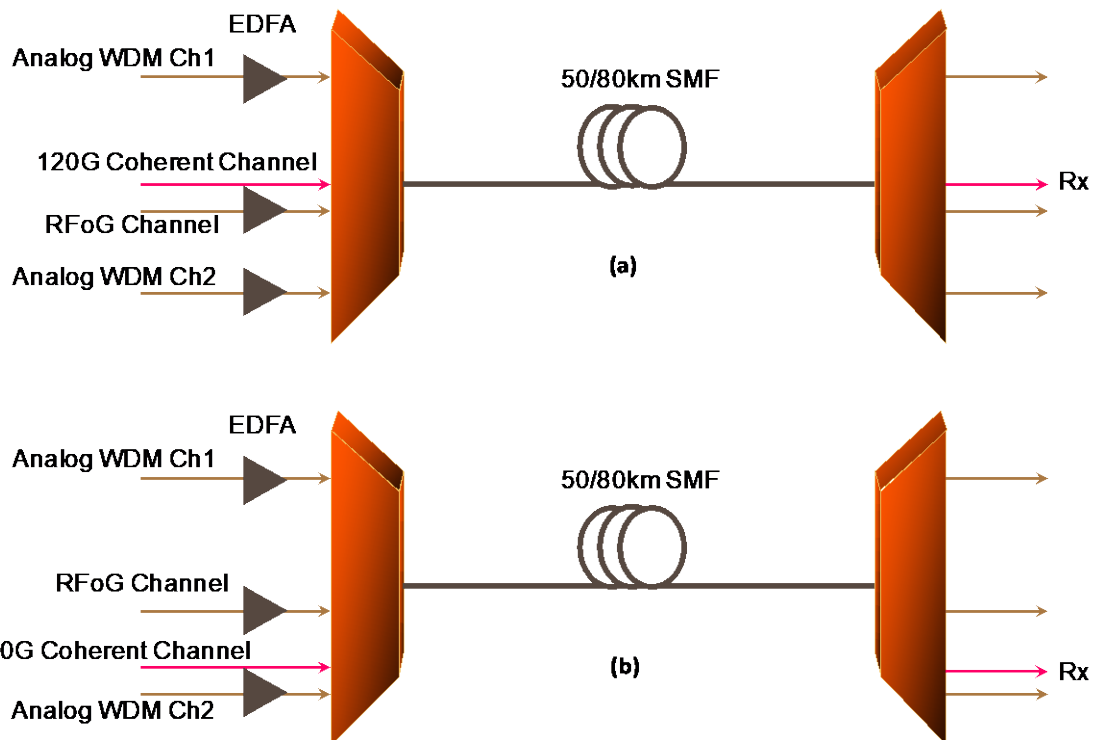 EDFA
Analog WDM Ch1
50/80km SMF
120G Coherent Channel
Rx
RFoG Channel
Analog WDM Ch2
(a)
EDFA
Analog WDM Ch1
50/80km SMF
RFoG Channel
0G Coherent Channel
(b)
Rx
Analog WDM Ch2